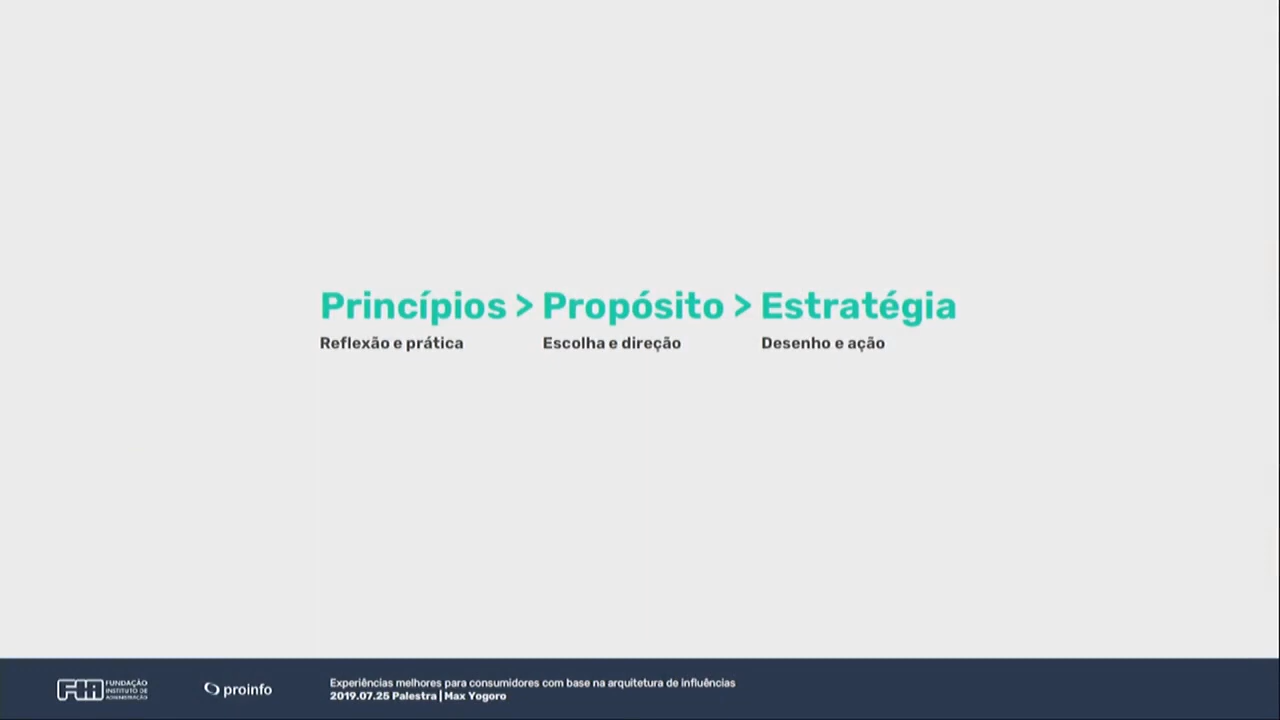 Princípios > Propósito > Estratégia
Reflexão e prática Escolha e direção Desenho e ação
FIA FUNDAÇÃO INSTITUTO DE ADMINISTRAÇÃO
proinfo
Experiências melhores para consumidores com base na arquitetura de influências
2019.07.25 Palestra | Max Yogoro